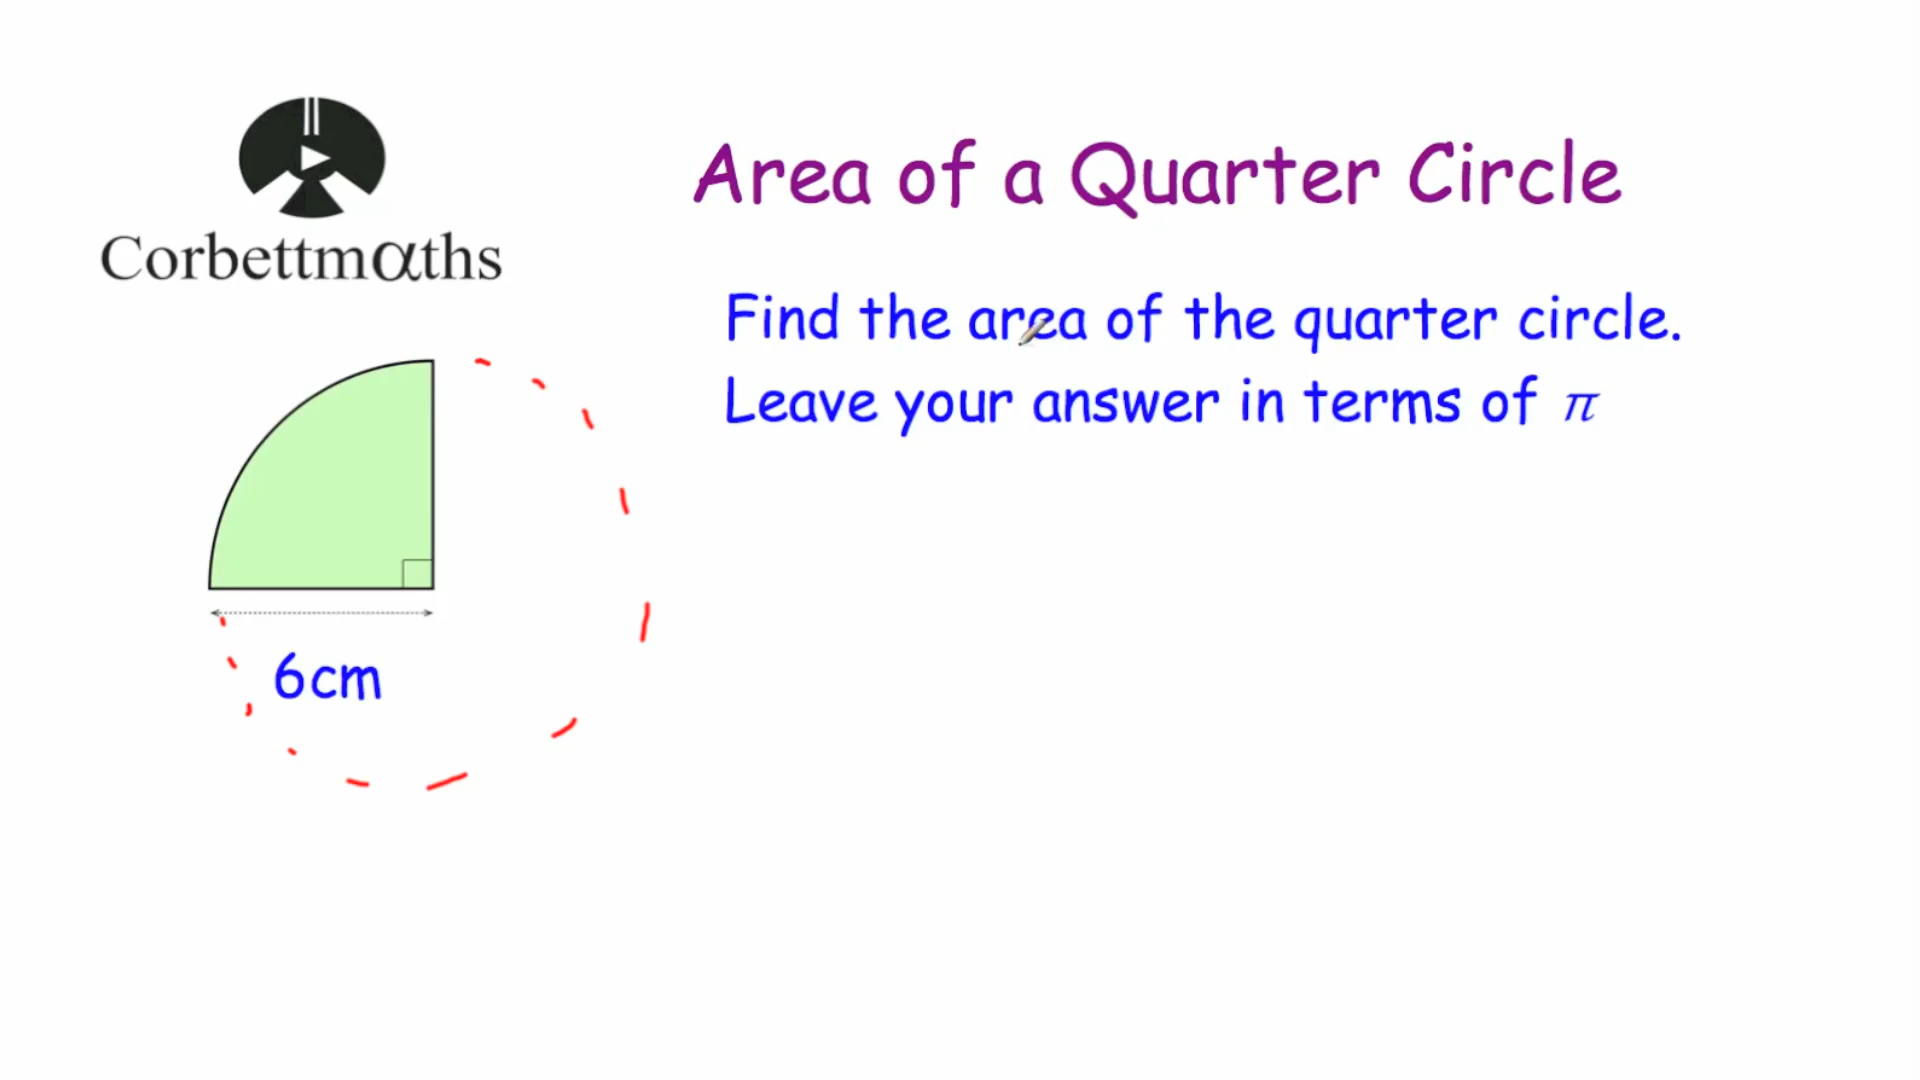 Corbettmαths
Area of a Quarter Circle
Find the area of the quarter circle.
Leave your answer in terms of π
6cm